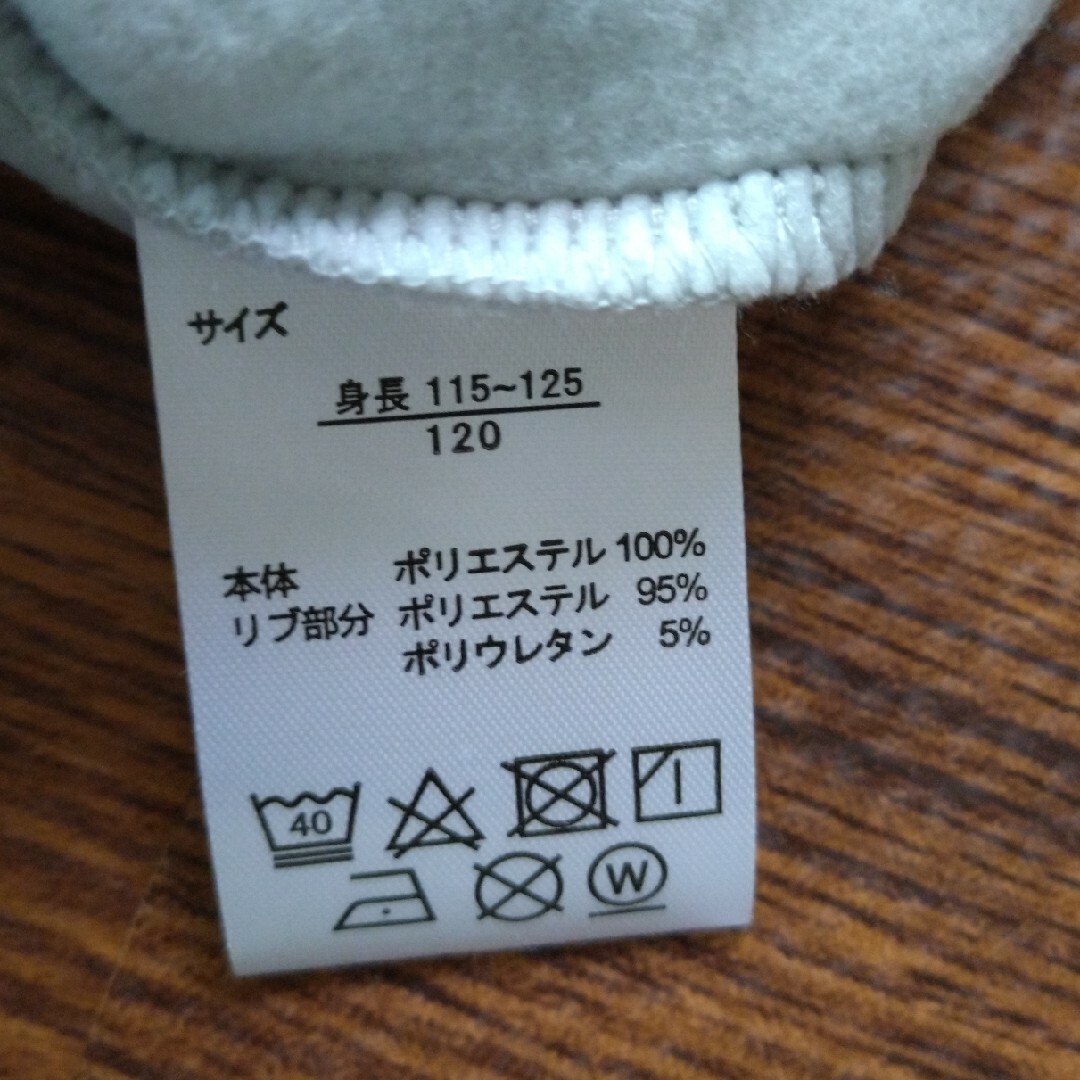 サイズ
身長 115~125
120
本体 ポリエステル 100%
リブ部分 ポリエステル 95%
ポリウレタン 5%
40
W